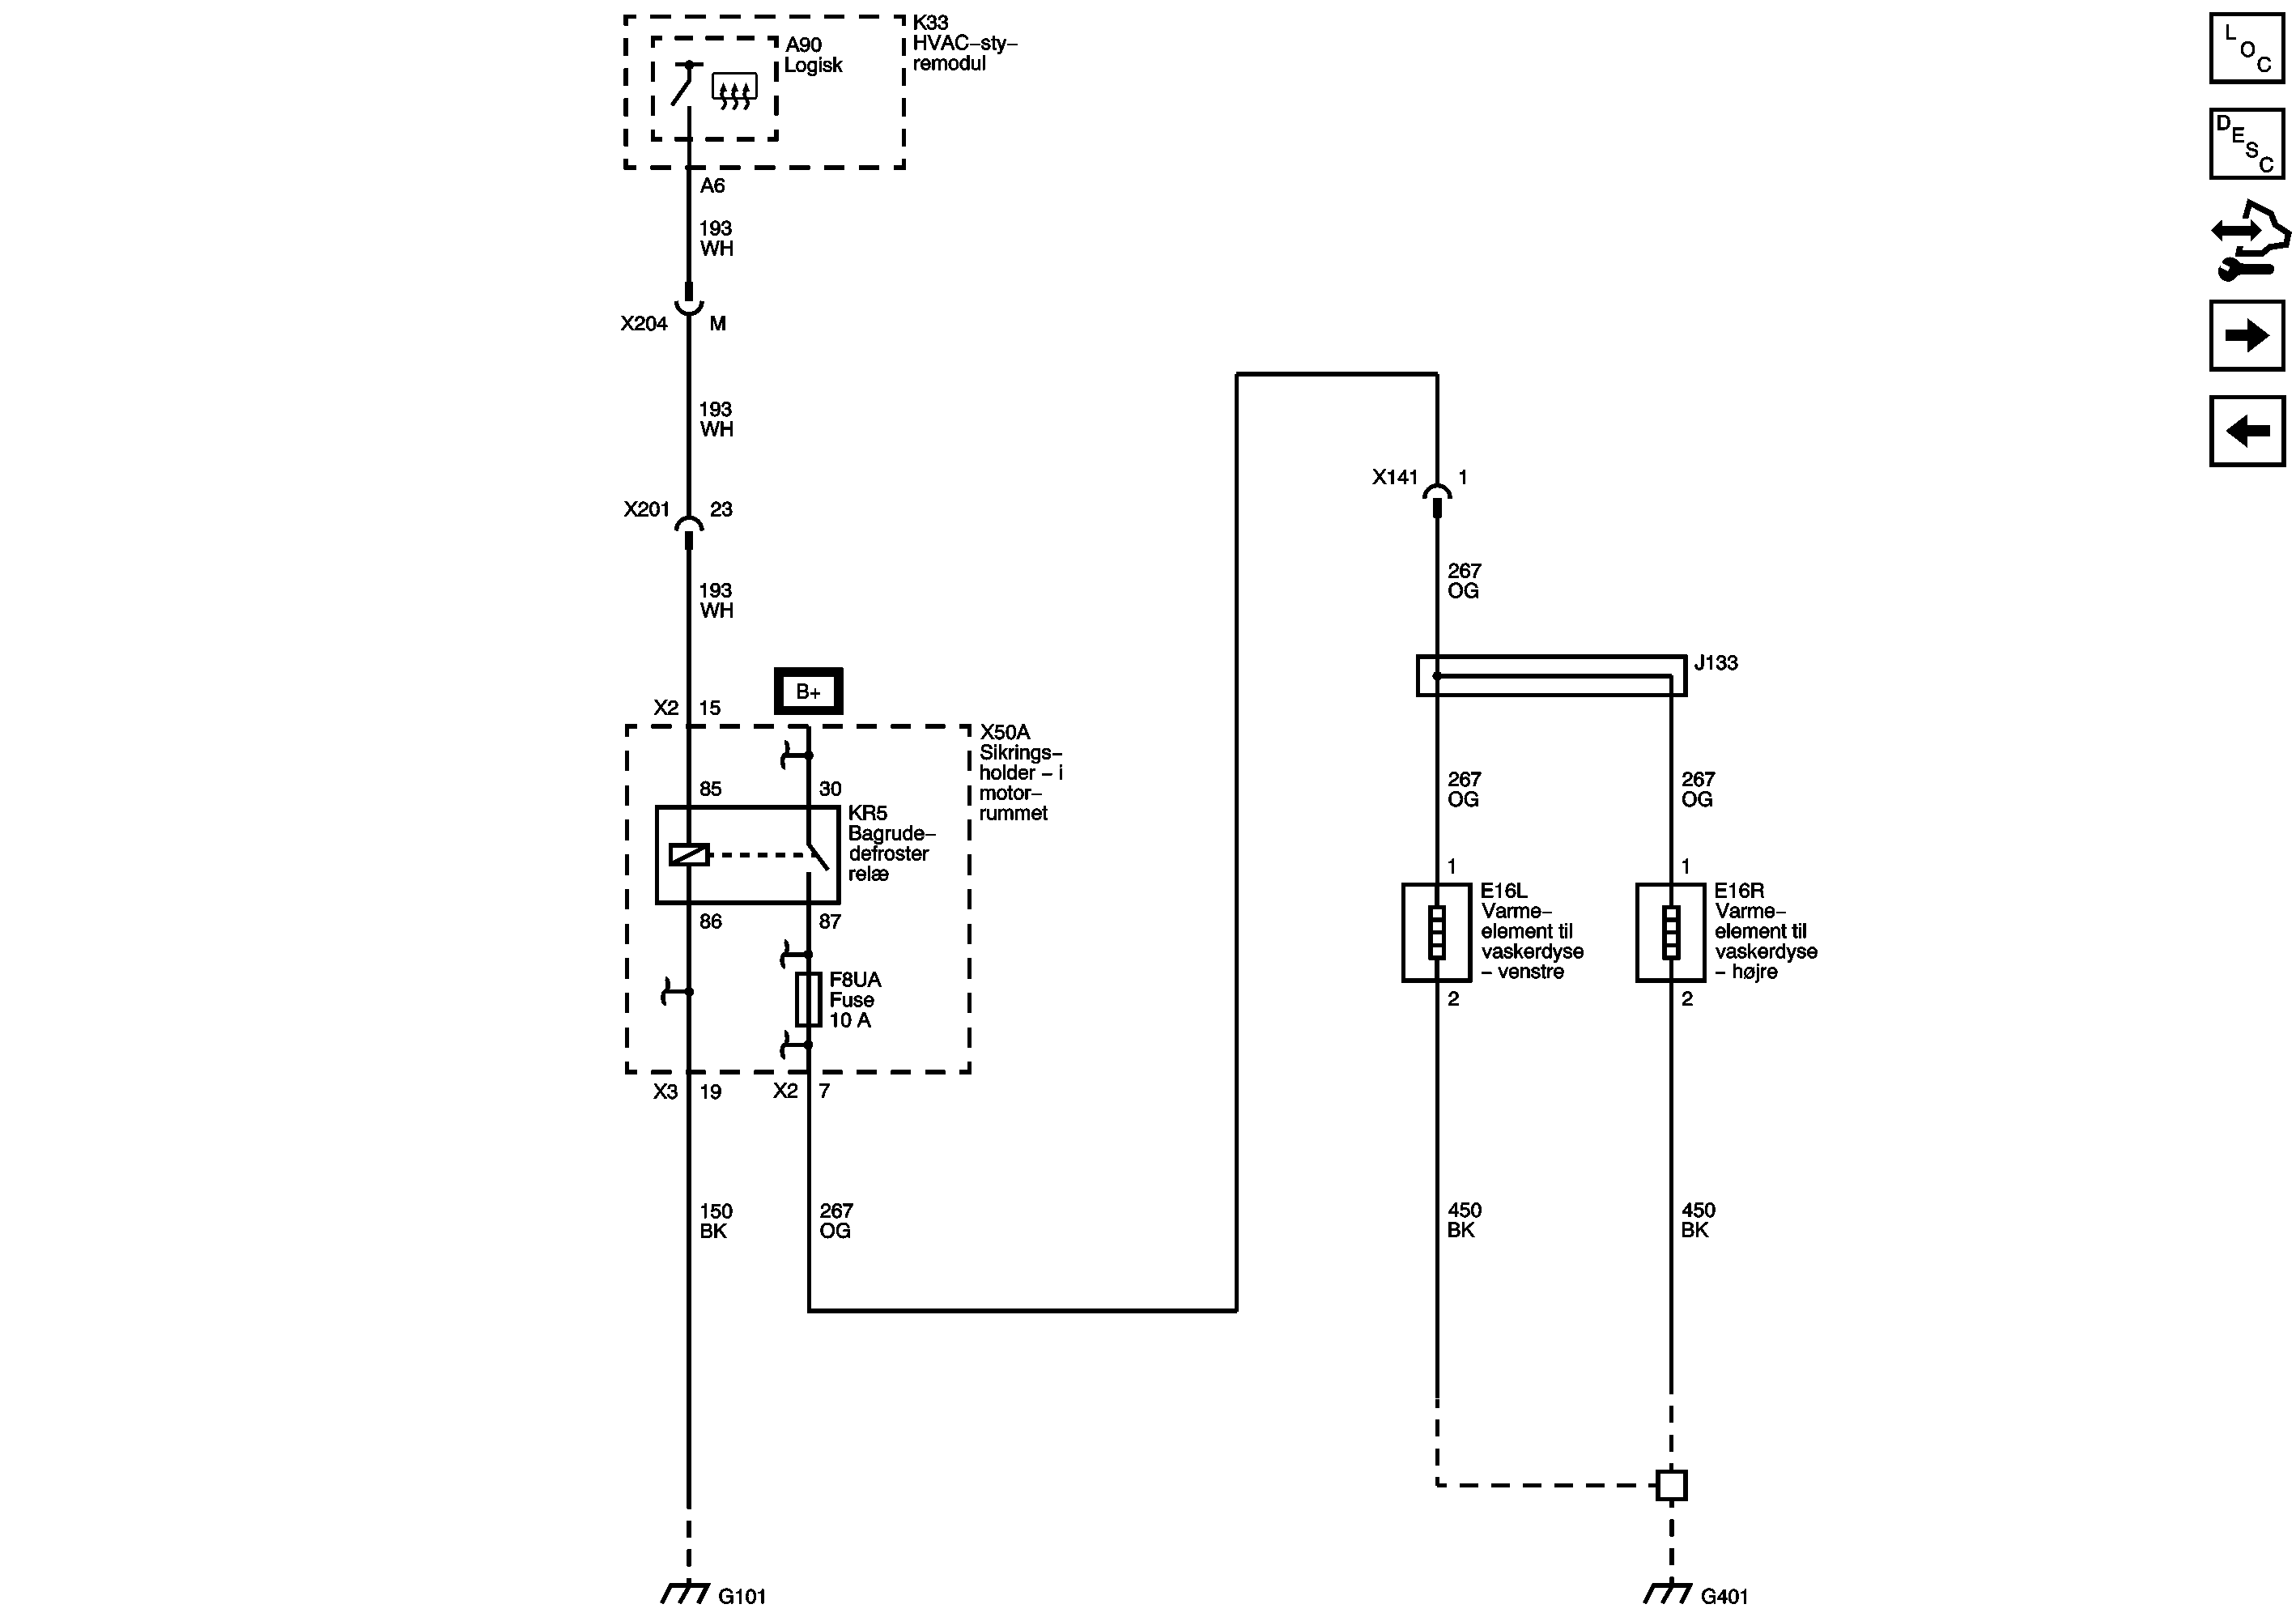 K33
HVAC–sty–
remodul
A90
Logisk
A6
193
WH
X204 M
193
WH
X201 23
193
WH
X2 15
B+
X50A
Sikrings–
holder – i
motor–
rummet
85 30
KR5
Bagrude–
defroster
relæ
86 87
F8UA
Fuse
10 A
X3 19 X2 7
150
BK
267
OG
G101
X141 1
267
OG
J133
267
OG
267
OG
1
E16L
Varme–
element til
vaskerdyse
– venstre
2
1
E16R
Varme–
element til
vaskerdyse
– højre
2
450
BK
450
BK
G401
LOC
DESC